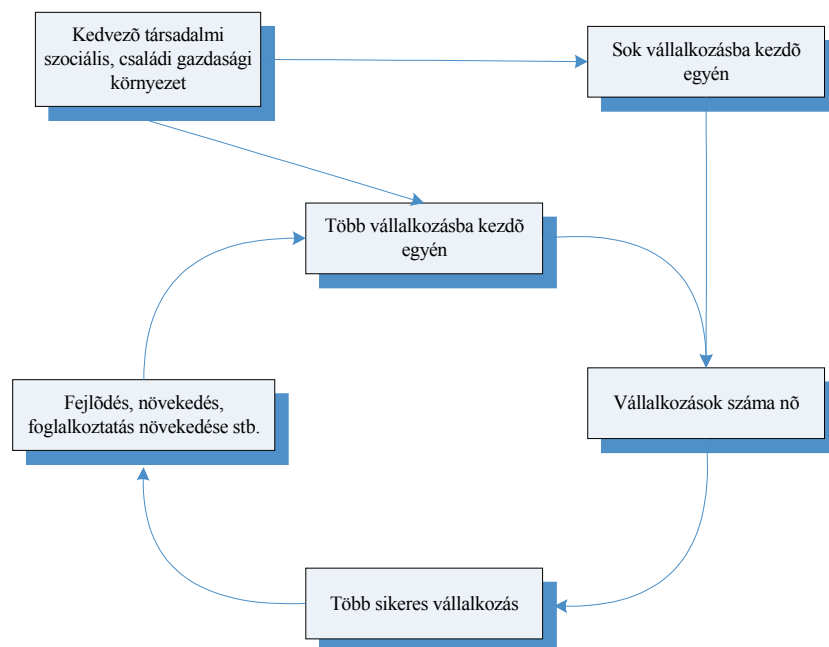 Kedvezõ társadalmi
szociális, családi gazdasági
környezet
Sok vállalkozásba kezdõ
egyén
Több vállalkozásba kezdõ
egyén
Fejlõdés, növekedés,
foglalkoztatás növekedése stb.
Vállalkozások száma nõ
Több sikeres vállalkozás